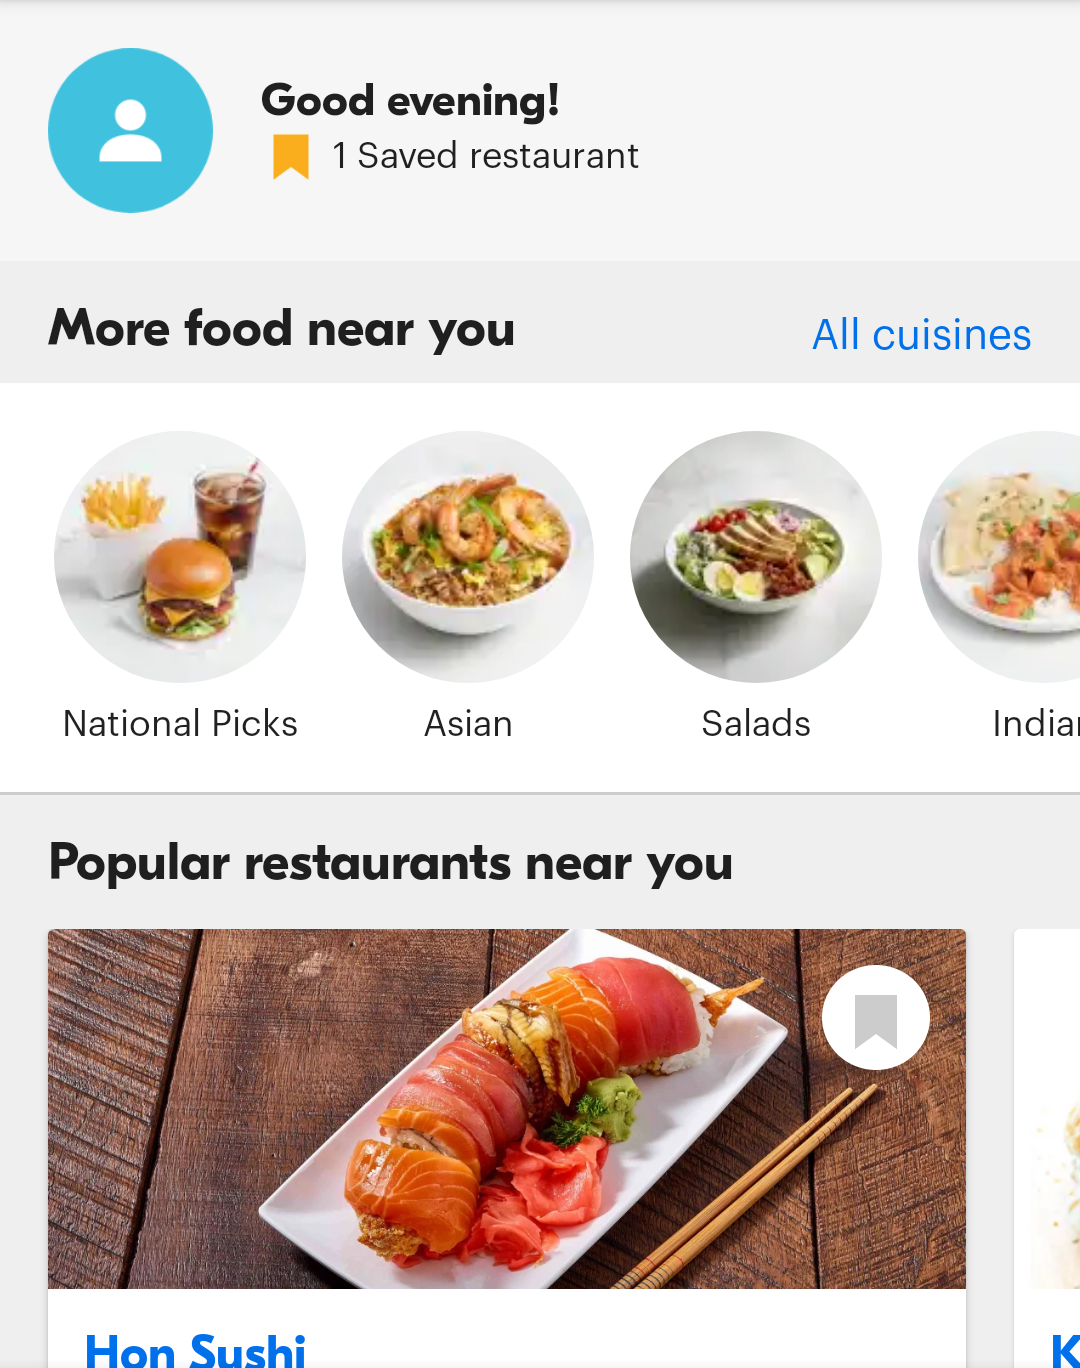 Good evening!
1 Saved restaurant
More food near you
All cuisines
National Picks
Asian
Salads
Popular restaurants near you
Hon Sushi